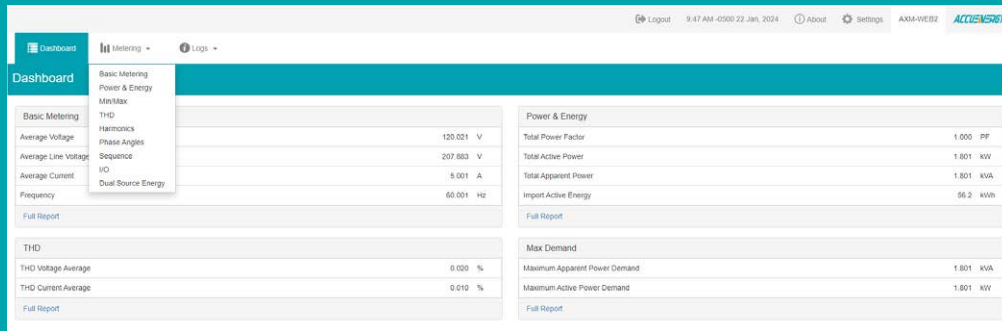 Logout 9:47 AM -0500 22 Jan, 2024 About Settings AXM-WEB2 ACCUENERGY
Dashboard Metering Logs
Dashboard
Basic Metering
Power & Energy
Min/Max
THD
Harmonics
Phase Angles
Sequence
I/O
Dual Source Energy
Basic Metering
Average Voltage 120.021 V
Average Line Voltage 207.883 V
Average Current 5.001 A
Frequency 60.001 Hz
Full Report
Power & Energy
Total Power Factor 1.000 PF
Total Active Power 1.801 kW
Total Apparent Power 1.801 kVA
Import Active Energy 56.2 kWh
Full Report
THD
THD Voltage Average 0.020 %
THD Current Average 0.010 %
Full Report
Max Demand
Maximum Apparent Power Demand 1.801 kVA
Maximum Active Power Demand 1.801 kW
Full Report